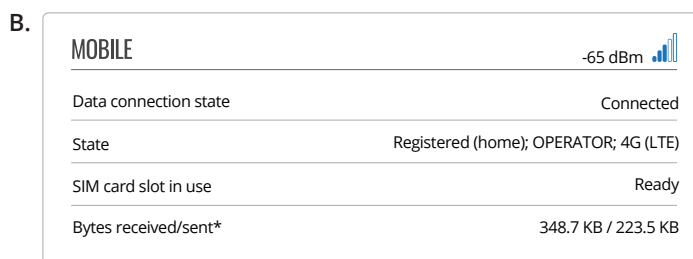 B.
MOBILE -65 dBm
Data connection state Connected
State Registered (home); OPERATOR; 4G (LTE)
SIM card slot in use Ready
Bytes received/sent* 348.7 KB / 223.5 KB